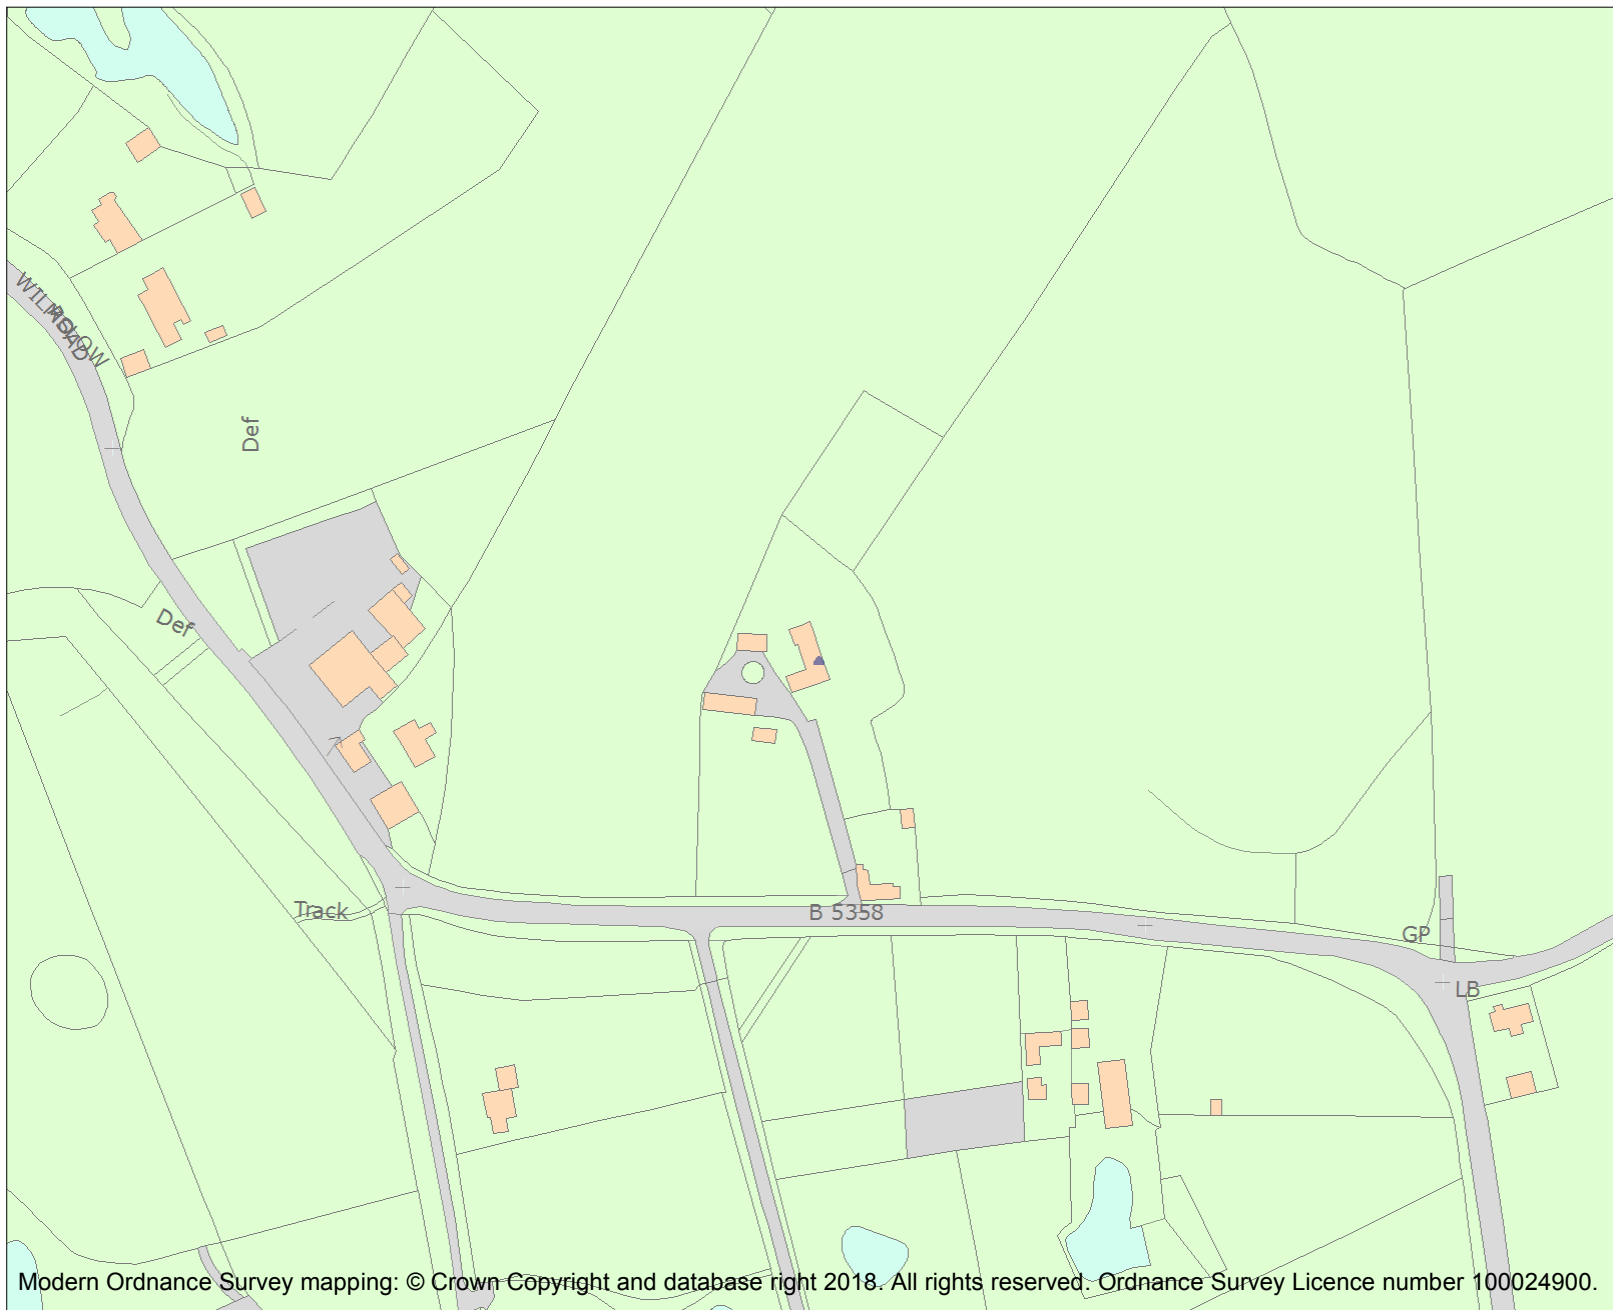 WILMSLOW
ROAD
Def
Def
Track
B 5358
GP
LB
Modern Ordnance Survey mapping: © Crown Copyright and database right 2018. All rights reserved. Ordnance Survey Licence number 100024900.